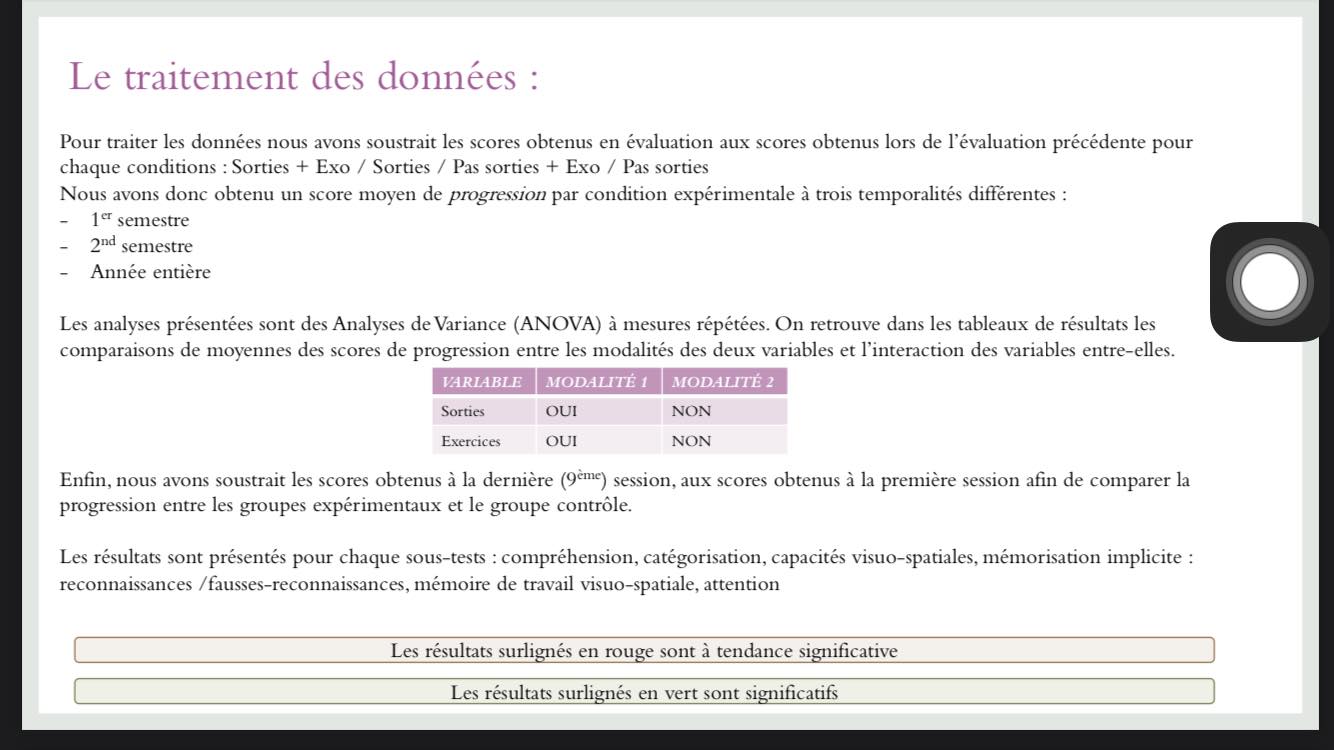 Le traitement des données :
Pour traiter les données nous avons soustrait les scores obtenus en évaluation aux scores obtenus lors de l'évaluation précédente pour
chaque conditions : Sorties + Exo / Sorties / Pas sorties + Exo / Pas sorties
Nous avons donc obtenu un score moyen de progression par condition expérimentale à trois temporalités différentes :
- 1er semestre
- 2nd semestre
- Année entière
Les analyses présentées sont des Analyses de Variance (ANOVA) à mesures répétées. On retrouve dans les tableaux de résultats les
comparaisons de moyennes des scores de progression entre les modalités des deux variables et l'interaction des variables entre-elles.
VARIABLE MODALITÉ 1 MODALITÉ 2
Sorties OUI NON
Exercices OUI NON
Enfin, nous avons soustrait les scores obtenus à la dernière (9ème) session, aux scores obtenus à la première session afin de comparer la
progression entre les groupes expérimentaux et le groupe contrôle.
Les résultats sont présentés pour chaque sous-tests : compréhension, catégorisation, capacités visuo-spatiales, mémorisation implicite :
reconnaissances /fausses-reconnaissances, mémoire de travail visuo-spatiale, attention
Les résultats surlignés en rouge sont à tendance significative
Les résultats surlignés en vert sont significatifs